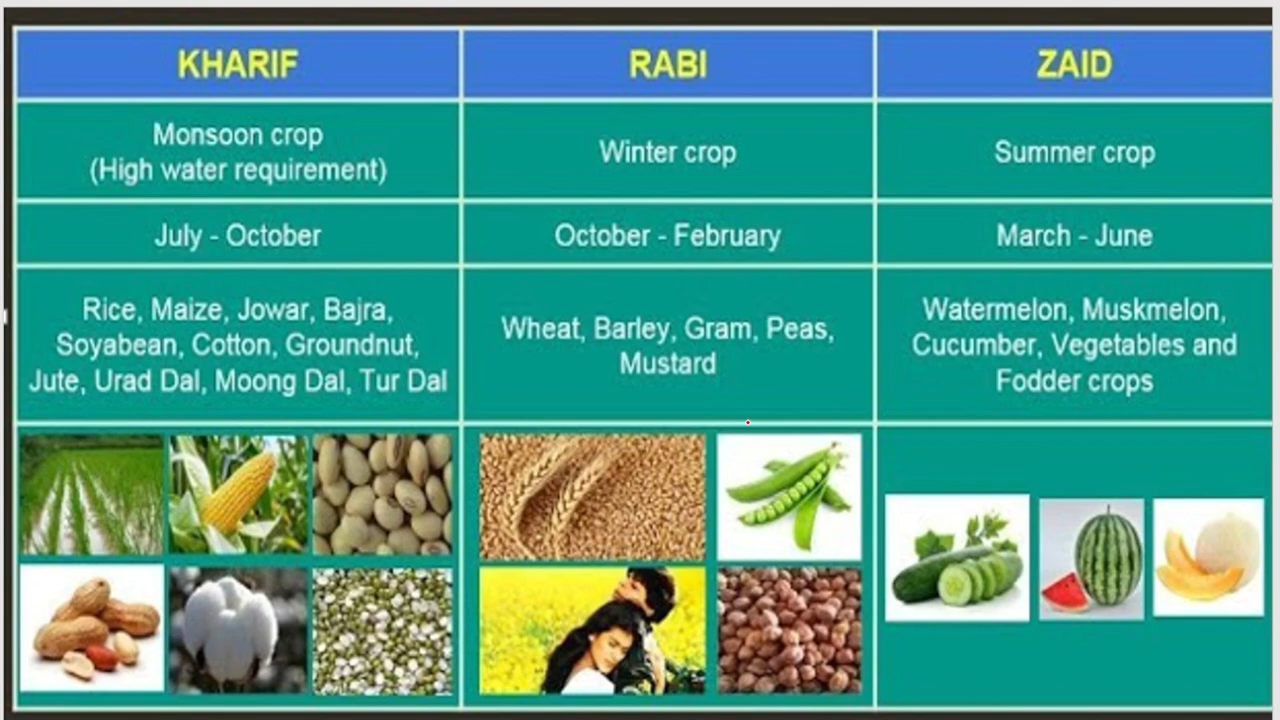 KHARIF
RABI
ZAID
Monsoon crop
(High water requirement)
Winter crop
Summer crop
July - October
October - February
March - June
Rice, Maize, Jowar, Bajra,
Soyabean, Cotton, Groundnut,
Jute, Urad Dal, Moong Dal, Tur Dal
Wheat, Barley, Gram, Peas,
Mustard
Watermelon, Muskmelon,
Cucumber, Vegetables and
Fodder crops